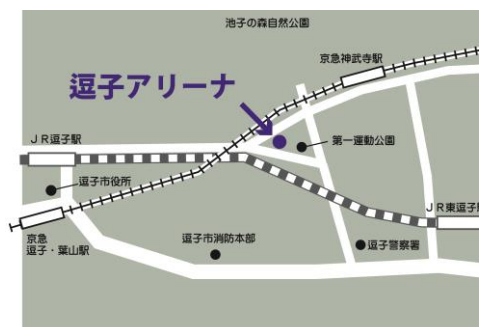 池子の森自然公園
京急神武寺駅
逗子アリーナ
第一運動公園
ＪＲ逗子駅
逗子市役所
ＪＲ東逗子駅
京急
逗子・葉山駅
逗子市消防本部
逗子警察署